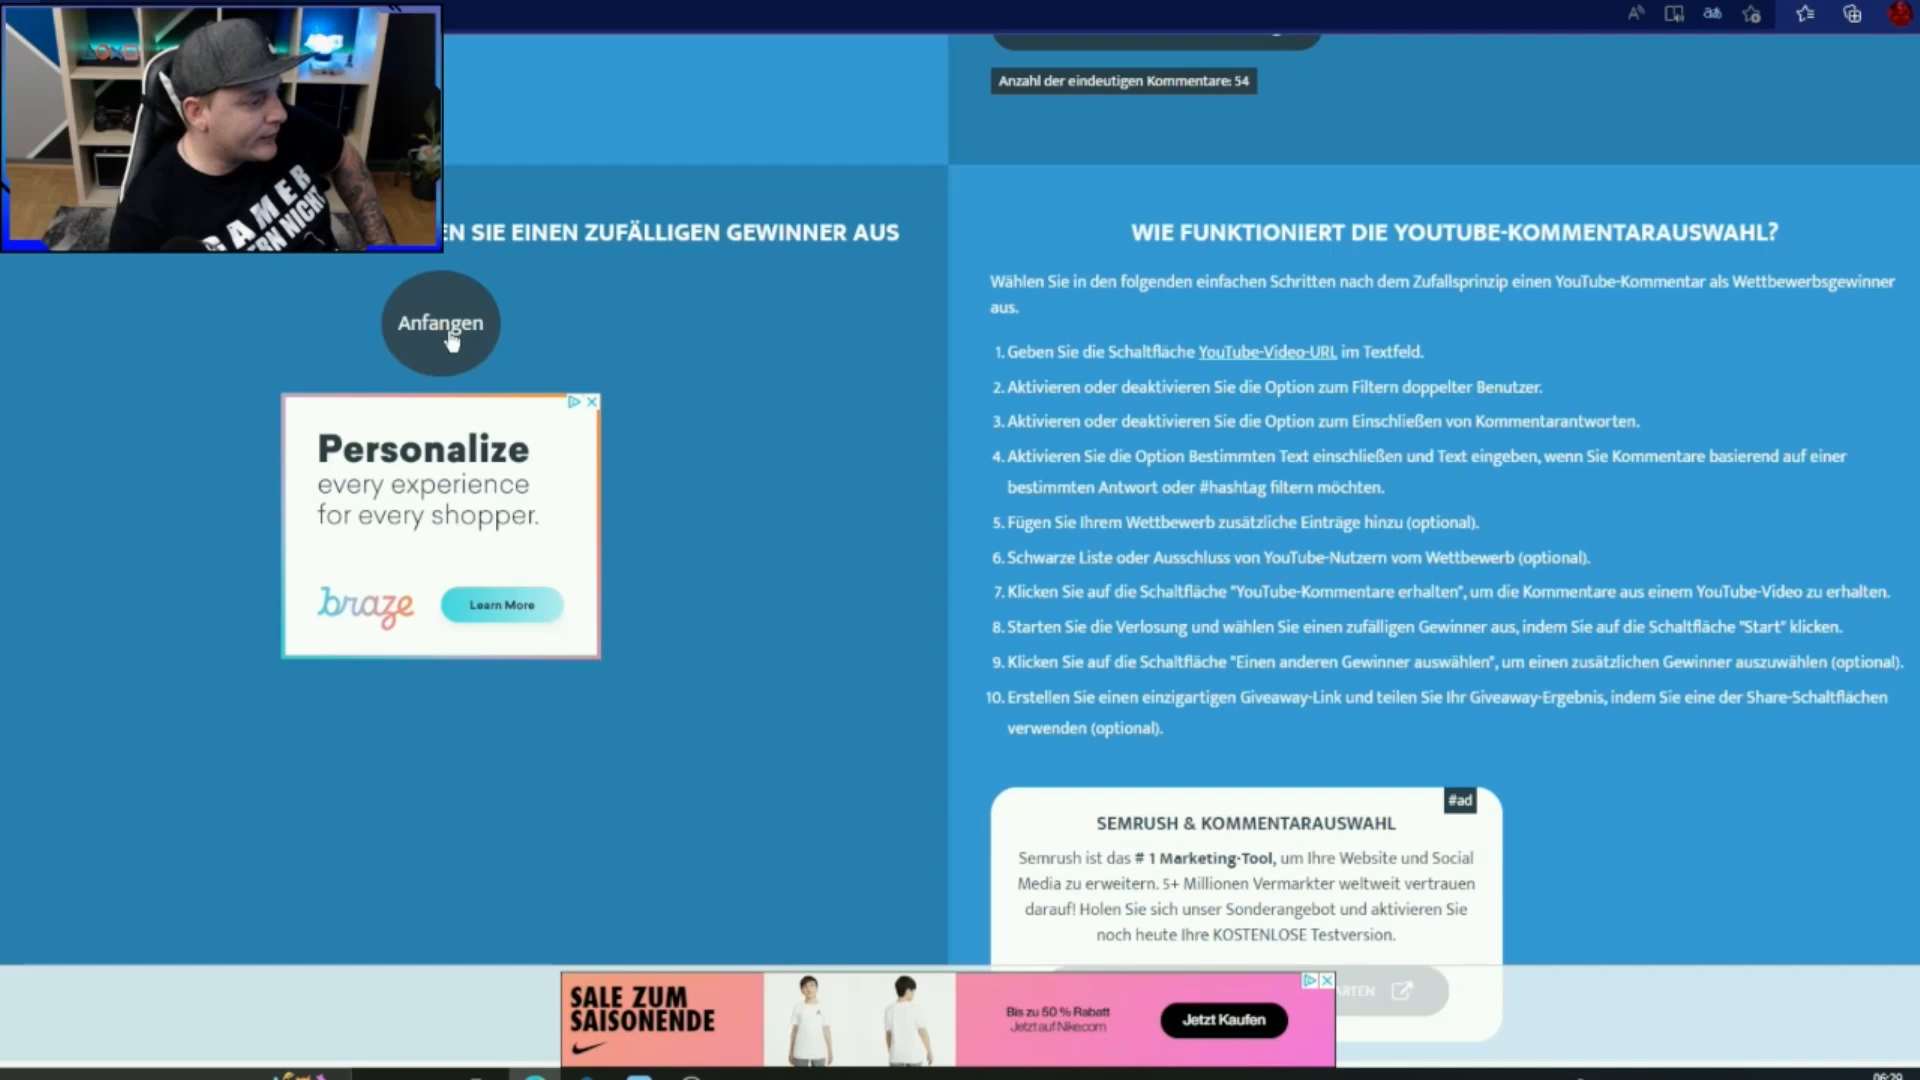 Anzahl der eindeutigen Kommentare: 54
GAMER
RN NICHT
EN SIE EINEN ZUFÄLLIGEN GEWINNER AUS
Anfangen
Personalize
every experience
for every shopper.
braze
Learn More
WIE FUNKTIONIERT DIE YOUTUBE-KOMMENTARAUSWAHL?
Wählen Sie in den folgenden einfachen Schritten nach dem Zufallsprinzip einen YouTube-Kommentar als Wettbewerbsgewinner
aus.
1. Geben Sie die Schaltfläche YouTube-Video-URL im Textfeld.
2. Aktivieren oder deaktivieren Sie die Option zum Filtern doppelter Benutzer.
3. Aktivieren oder deaktivieren Sie die Option zum Einschließen von Kommentarantworten.
4. Aktivieren Sie die Option Bestimmten Text einschließen und Text eingeben, wenn Sie Kommentare basierend auf einer
bestimmten Antwort oder #hashtag filtern möchten.
5. Fügen Sie Ihrem Wettbewerb zusätzliche Einträge hinzu (optional).
6. Schwarze Liste oder Ausschluss von YouTube-Nutzern vom Wettbewerb (optional).
7. Klicken Sie auf die Schaltfläche "YouTube-Kommentare erhalten", um die Kommentare aus einem YouTube-Video zu erhalten.
8. Starten Sie die Verlosung und wählen Sie einen zufälligen Gewinner aus, indem Sie auf die Schaltfläche "Start" klicken.
9. Klicken Sie auf die Schaltfläche "Einen anderen Gewinner auswählen", um einen zusätzlichen Gewinner auszuwählen (optional).
10. Erstellen Sie einen einzigartigen Giveaway-Link und teilen Sie Ihr Giveaway-Ergebnis, indem Sie eine der Share-Schaltflächen
verwenden (optional).
#ad
SEMRUSH & KOMMENTARAUSWAHL
Semrush ist das # 1 Marketing-Tool, um Ihre Website und Social
Media zu erweitern. 5+ Millionen Vermarkter weltweit vertrauen
darauf! Holen Sie sich unser Sonderangebot und aktivieren Sie
noch heute Ihre KOSTENLOSE Testversion.
RTEN
SALE ZUM
SAISONENDE
Bis zu 50 % Rabatt
Jetzt auf Nike.com
Jetzt Kaufen
06:29